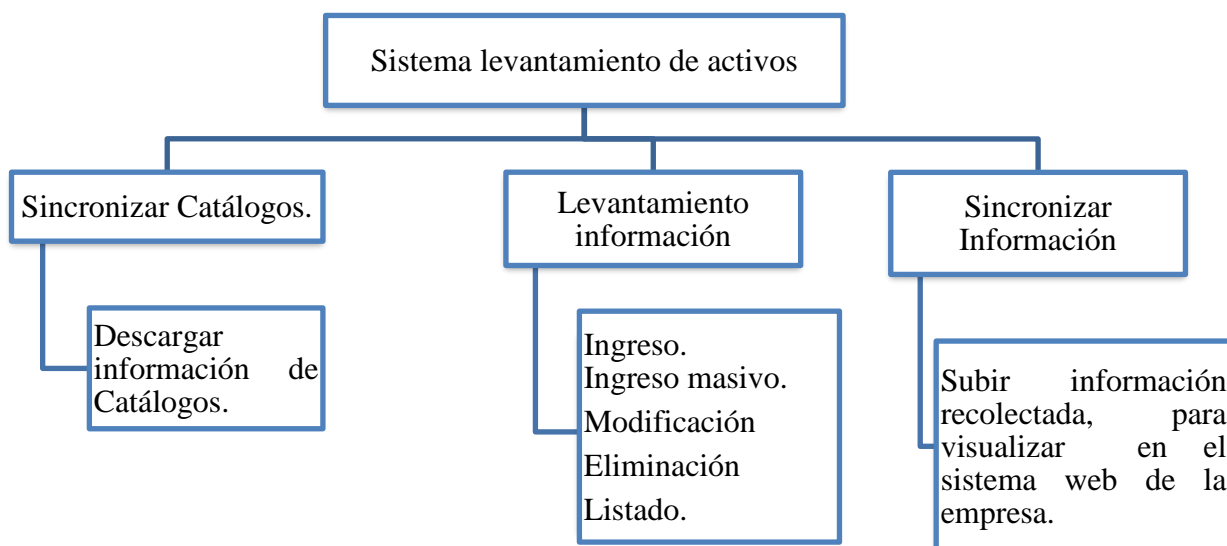 Sistema levantamiento de activos
Sincronizar Catálogos.
Descargar
información de
Catálogos.
Levantamiento
información
Ingreso.
Ingreso masivo.
Modificación
Eliminación
Listado.
Sincronizar
Información
Subir información
recolectada, para
visualizar en el
sistema web de la
empresa.